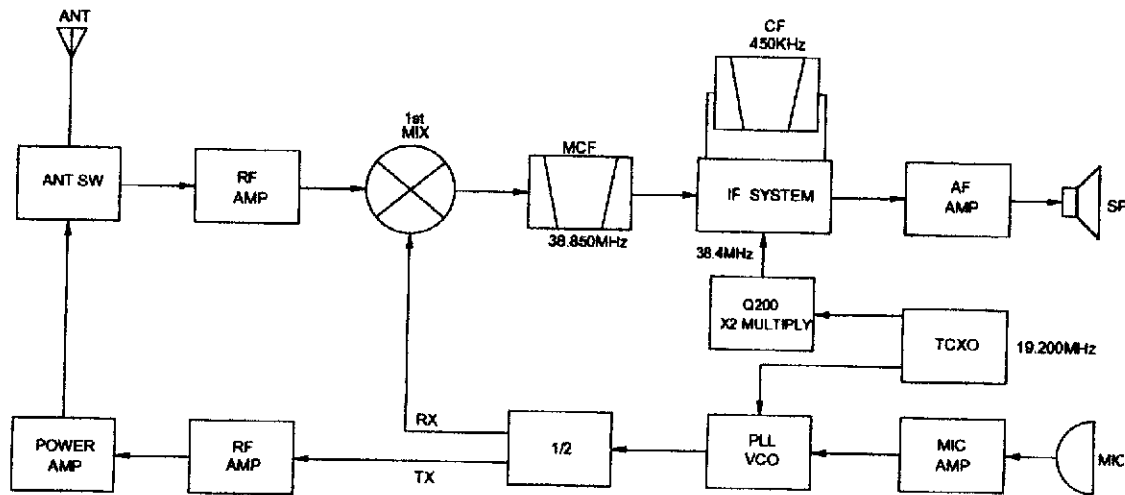 ANT
CF
450KHz
1st
MIX
MCF
ANT SW
RF
AMP
IF SYSTEM
AF
AMP
SP
38.850MHz
38.4MHz
Q200
X2 MULTIPLY
TCXO
19.200MHz
RX
POWER
AMP
RF
AMP
TX
1/2
PLL
VCO
MIC
AMP
MIC